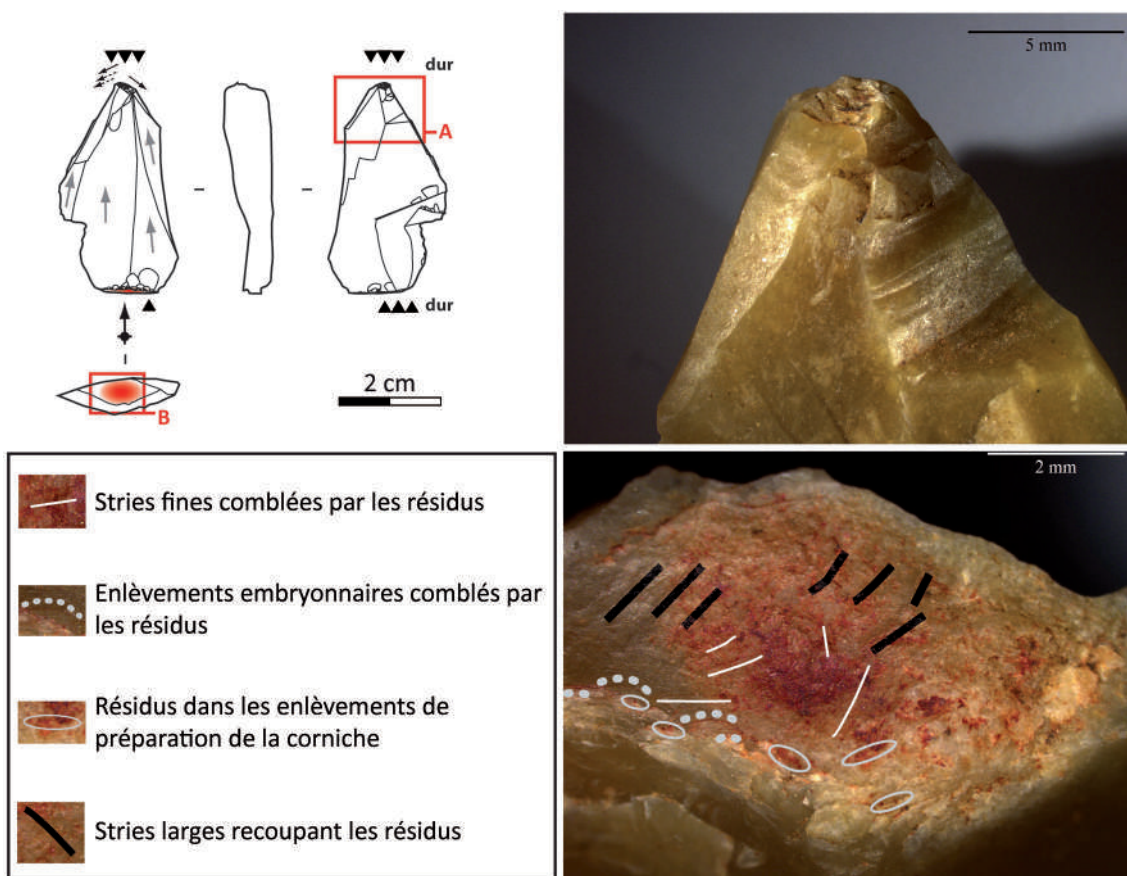 dur
A
dur
B
2 cm
5 mm
Stries fines comblées par les résidus
Enlèvements embryonnaires comblés par
les résidus
Résidus dans les enlèvements de
préparation de la corniche
Stries larges recoupant les résidus
2 mm